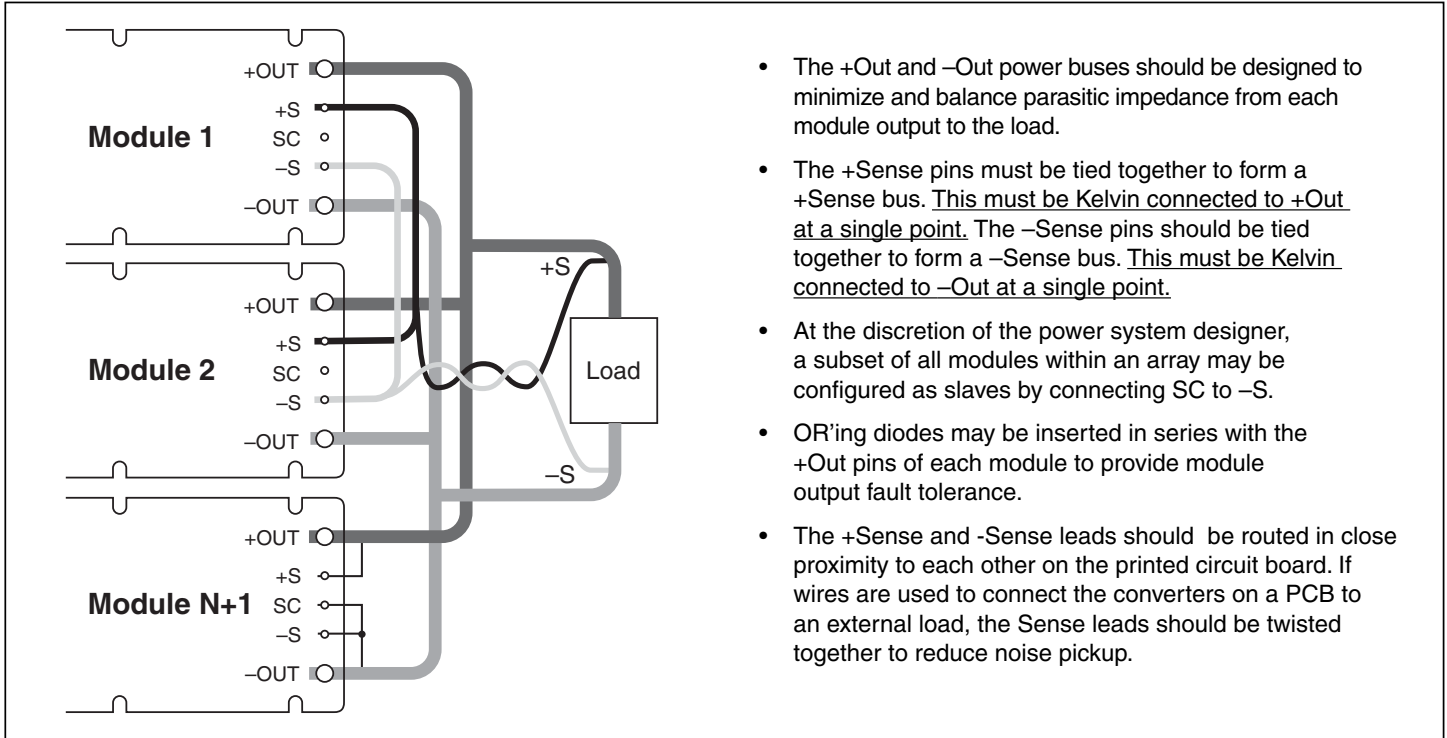 +OUT
+S
Module 1
SC
–S
–OUT
+OUT
+S
Module 2
SC
–S
–OUT
+OUT
+S
Module N+1
SC
–S
–OUT
+S
Load
–S
• The +Out and –Out power buses should be designed to
minimize and balance parasitic impedance from each
module output to the load.
• The +Sense pins must be tied together to form a
+Sense bus. This must be Kelvin connected to +Out
at a single point. The –Sense pins should be tied
together to form a –Sense bus. This must be Kelvin
connected to –Out at a single point.
• At the discretion of the power system designer,
a subset of all modules within an array may be
configured as slaves by connecting SC to –S.
• OR'ing diodes may be inserted in series with the
+Out pins of each module to provide module
output fault tolerance.
• The +Sense and -Sense leads should be routed in close
proximity to each other on the printed circuit board. If
wires are used to connect the converters on a PCB to
an external load, the Sense leads should be twisted
together to reduce noise pickup.